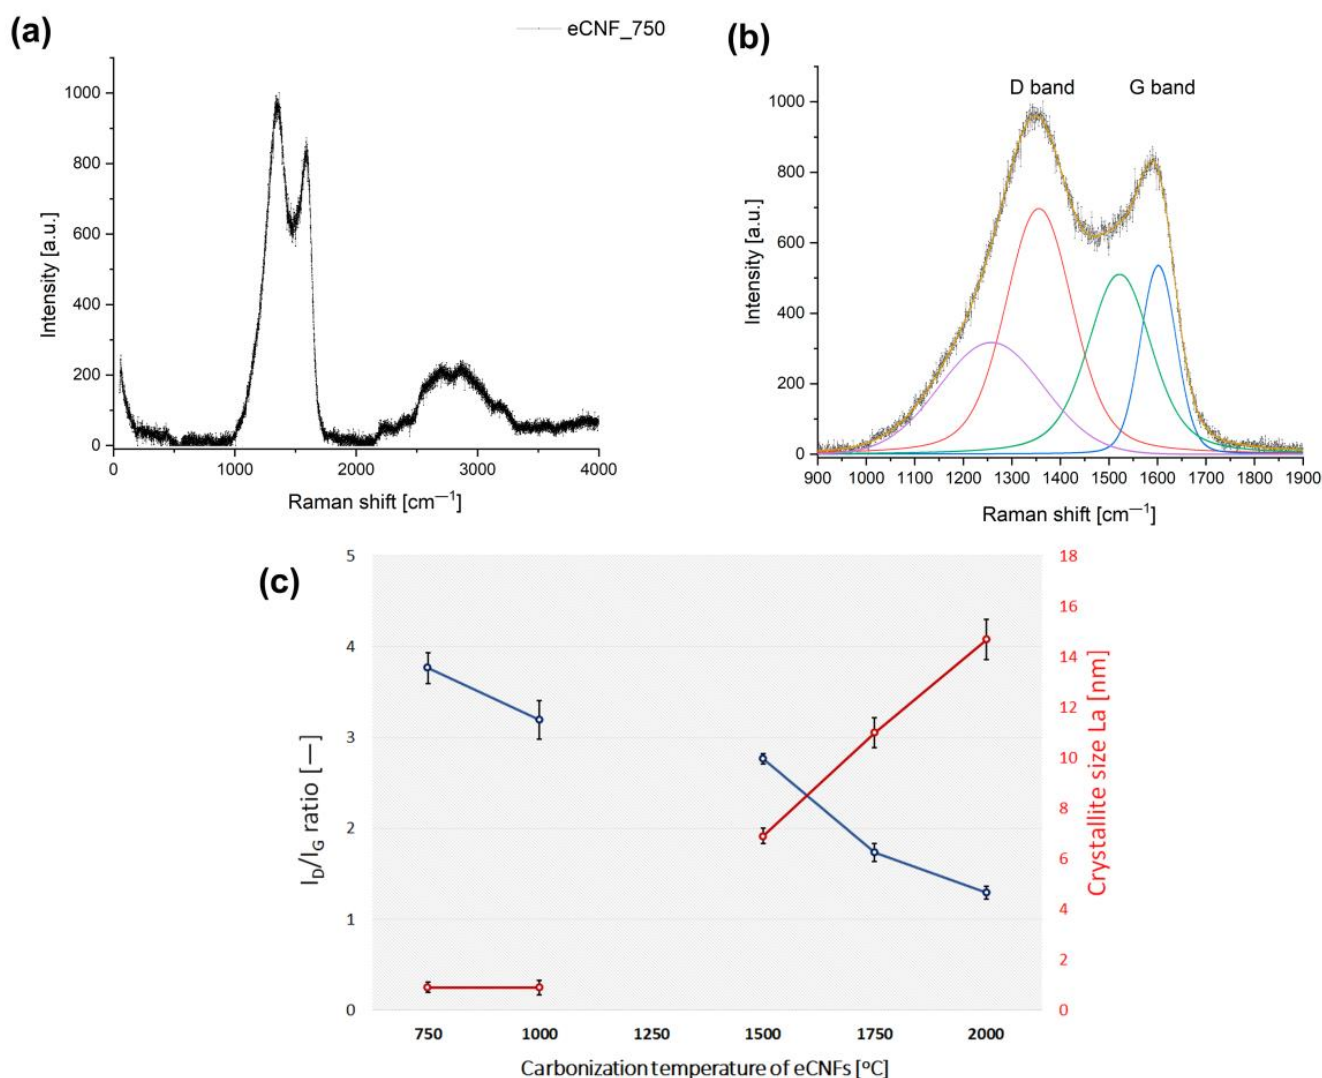 (a)
eCNF_750
1000
800
600
400
200
0
Intensity [a.u.]
0 1000 2000 3000 4000
Raman shift [cm—1]
(b)
D band G band
1000
800
600
400
200
0
Intensity [a.u.]
900 1000 1100 1200 1300 1400 1500 1600 1700 1800 1900
Raman shift [cm—1]
(c)
5
4
3
2
1
0
ID/IG ratio [—]
18
16
14
12
10
8
6
4
2
0
Crystallite size La [nm]
750 1000 1250 1500 1750 2000
Carbonization temperature of eCNFs [ºC]